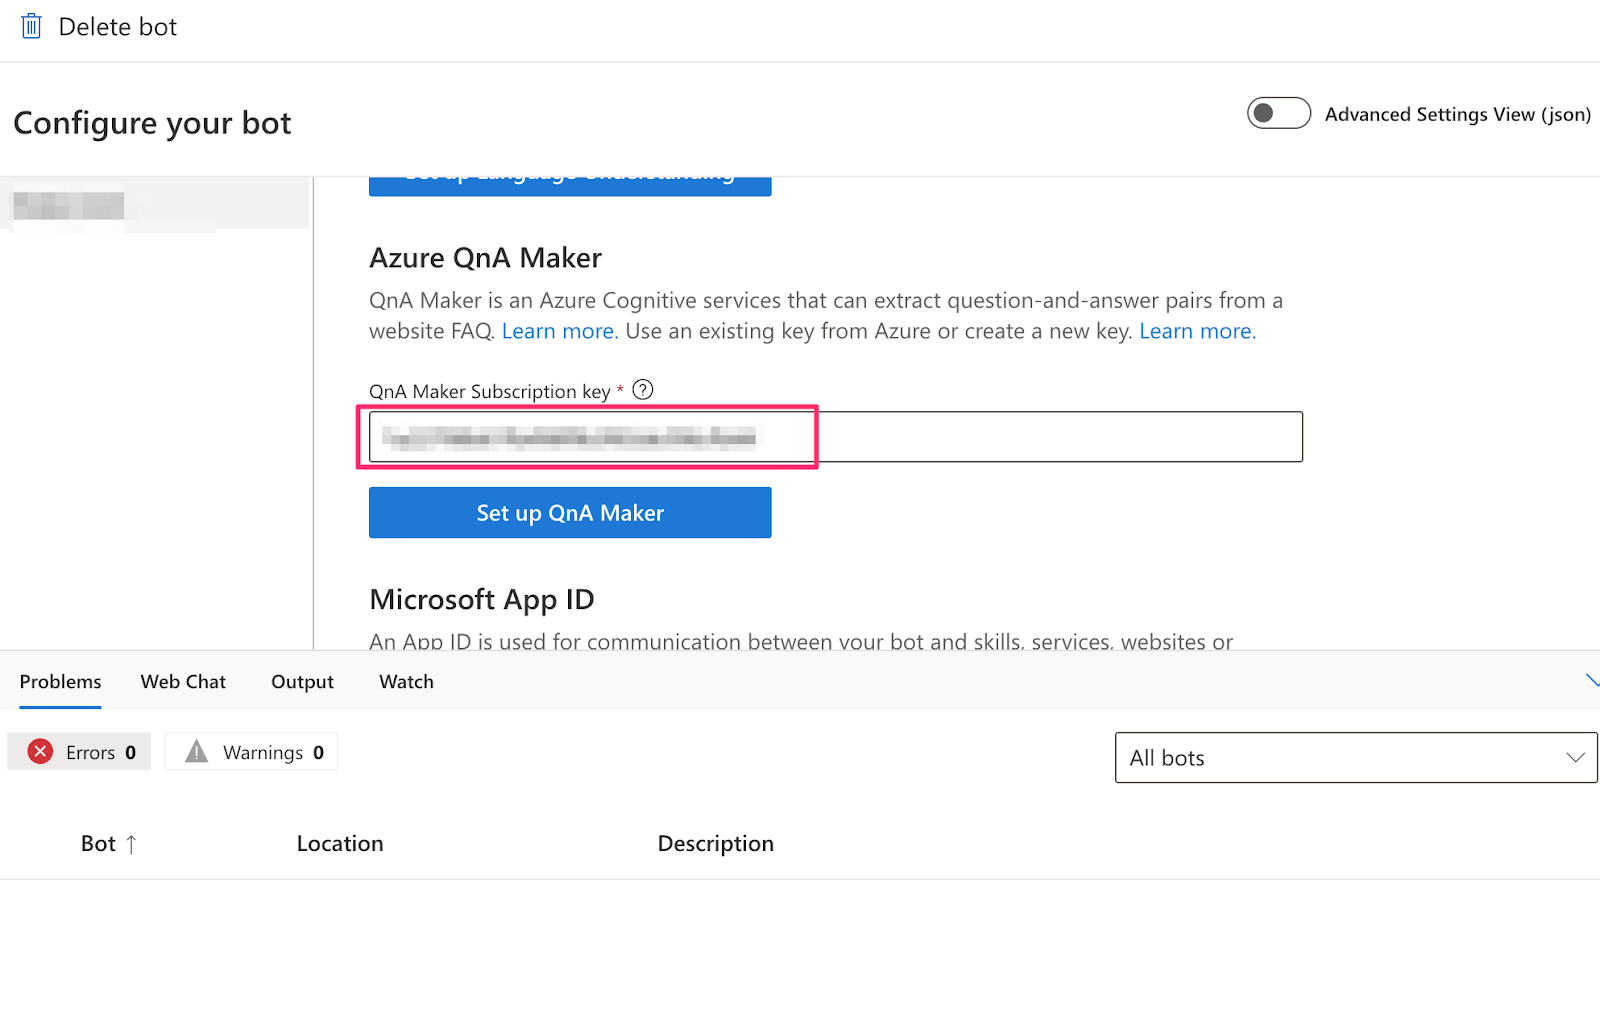 Delete bot
Configure your bot
Advanced Settings View (json)
Set up Language Understanding
Azure QnA Maker
QnA Maker is an Azure Cognitive services that can extract question-and-answer pairs from a
website FAQ. Learn more. Use an existing key from Azure or create a new key. Learn more.
QnA Maker Subscription key * ?
Set up QnA Maker
Microsoft App ID
An App ID is used for communication between your bot and skills, services, websites or
Problems Web Chat Output Watch
Errors 0 Warnings 0
All bots
Bot ↑ Location Description